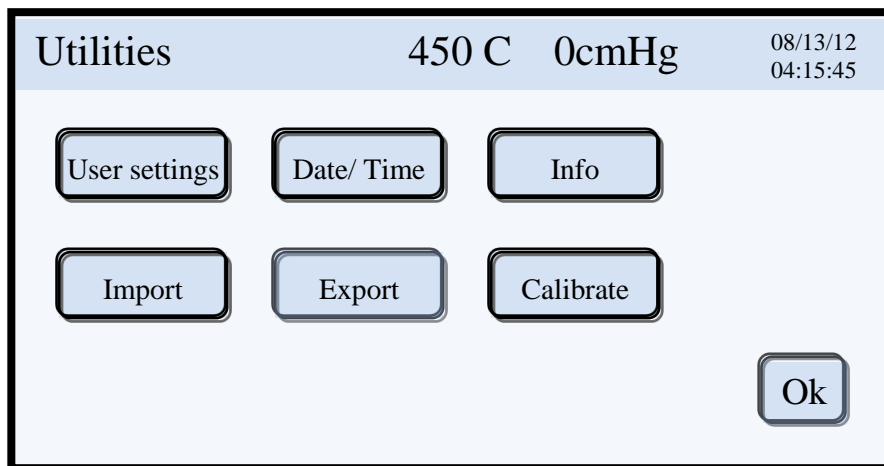 Utilities 450 C 0cmHg 08/13/12
04:15:45
User settings Date/ Time Info
Import Export Calibrate
Ok